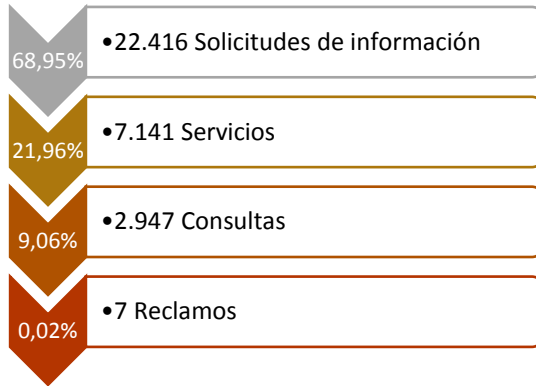 68,95%
•22.416 Solicitudes de información
21,96%
•7.141 Servicios
9,06%
•2.947 Consultas
0,02%
•7 Reclamos